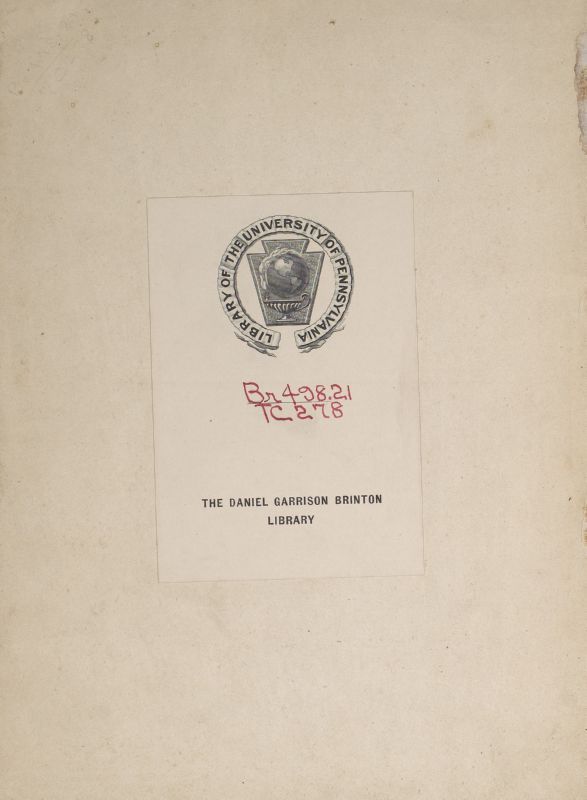 LIBRARY OF THE UNIVERSITY OF PENNSYLVANIA
Br 498.21
TC 278
THE DANIEL GARRISON BRINTON
LIBRARY